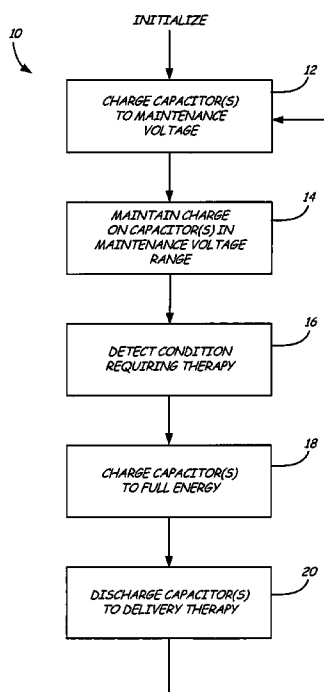 INITIALIZE
10
12
CHARGE CAPACITOR(S)
TO MAINTENANCE
VOLTAGE
14
MAINTAIN CHARGE
ON CAPACITOR(S) IN
MAINTENANCE VOLTAGE
RANGE
16
DETECT CONDITION
REQUIRING THERAPY
18
CHARGE CAPACITOR(S)
TO FULL ENERGY
20
DISCHARGE CAPACITOR(S)
TO DELIVERY THERAPY